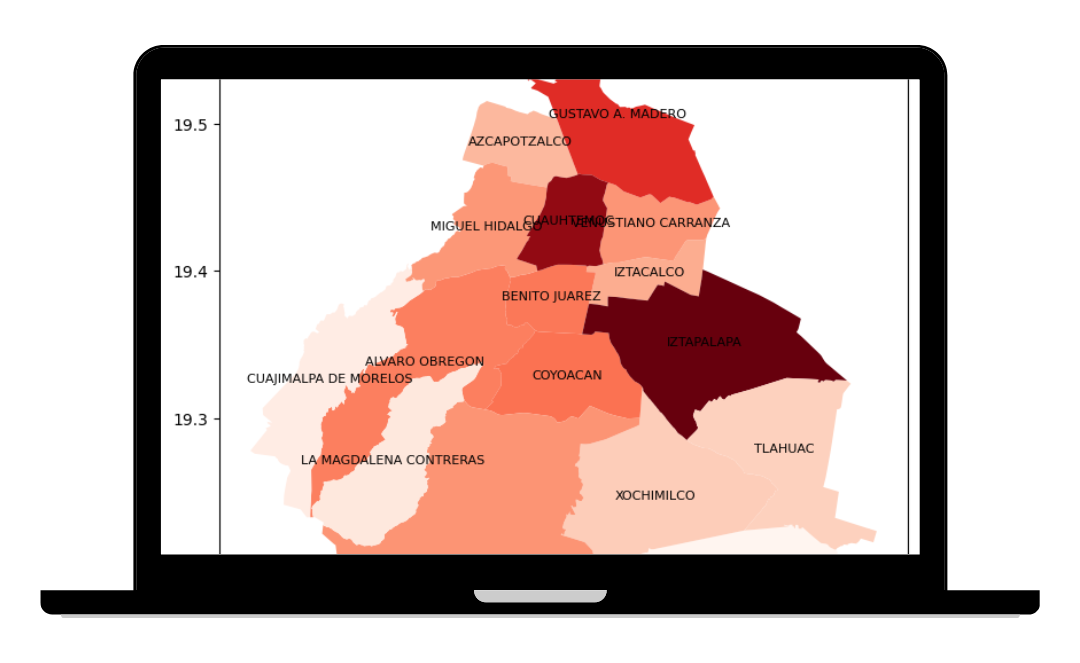 19.5
GUSTAVO A. MADERO
AZCAPOTZALCO
CUAUHTEMOC
MIGUEL HIDALGO
VENUSTIANO CARRANZA
19.4
IZTACALCO
BENITO JUAREZ
IZTAPALAPA
ALVARO OBREGON
COYOACAN
CUAJIMALPA DE MORELOS
19.3
TLAHUAC
LA MAGDALENA CONTRERAS
XOCHIMILCO